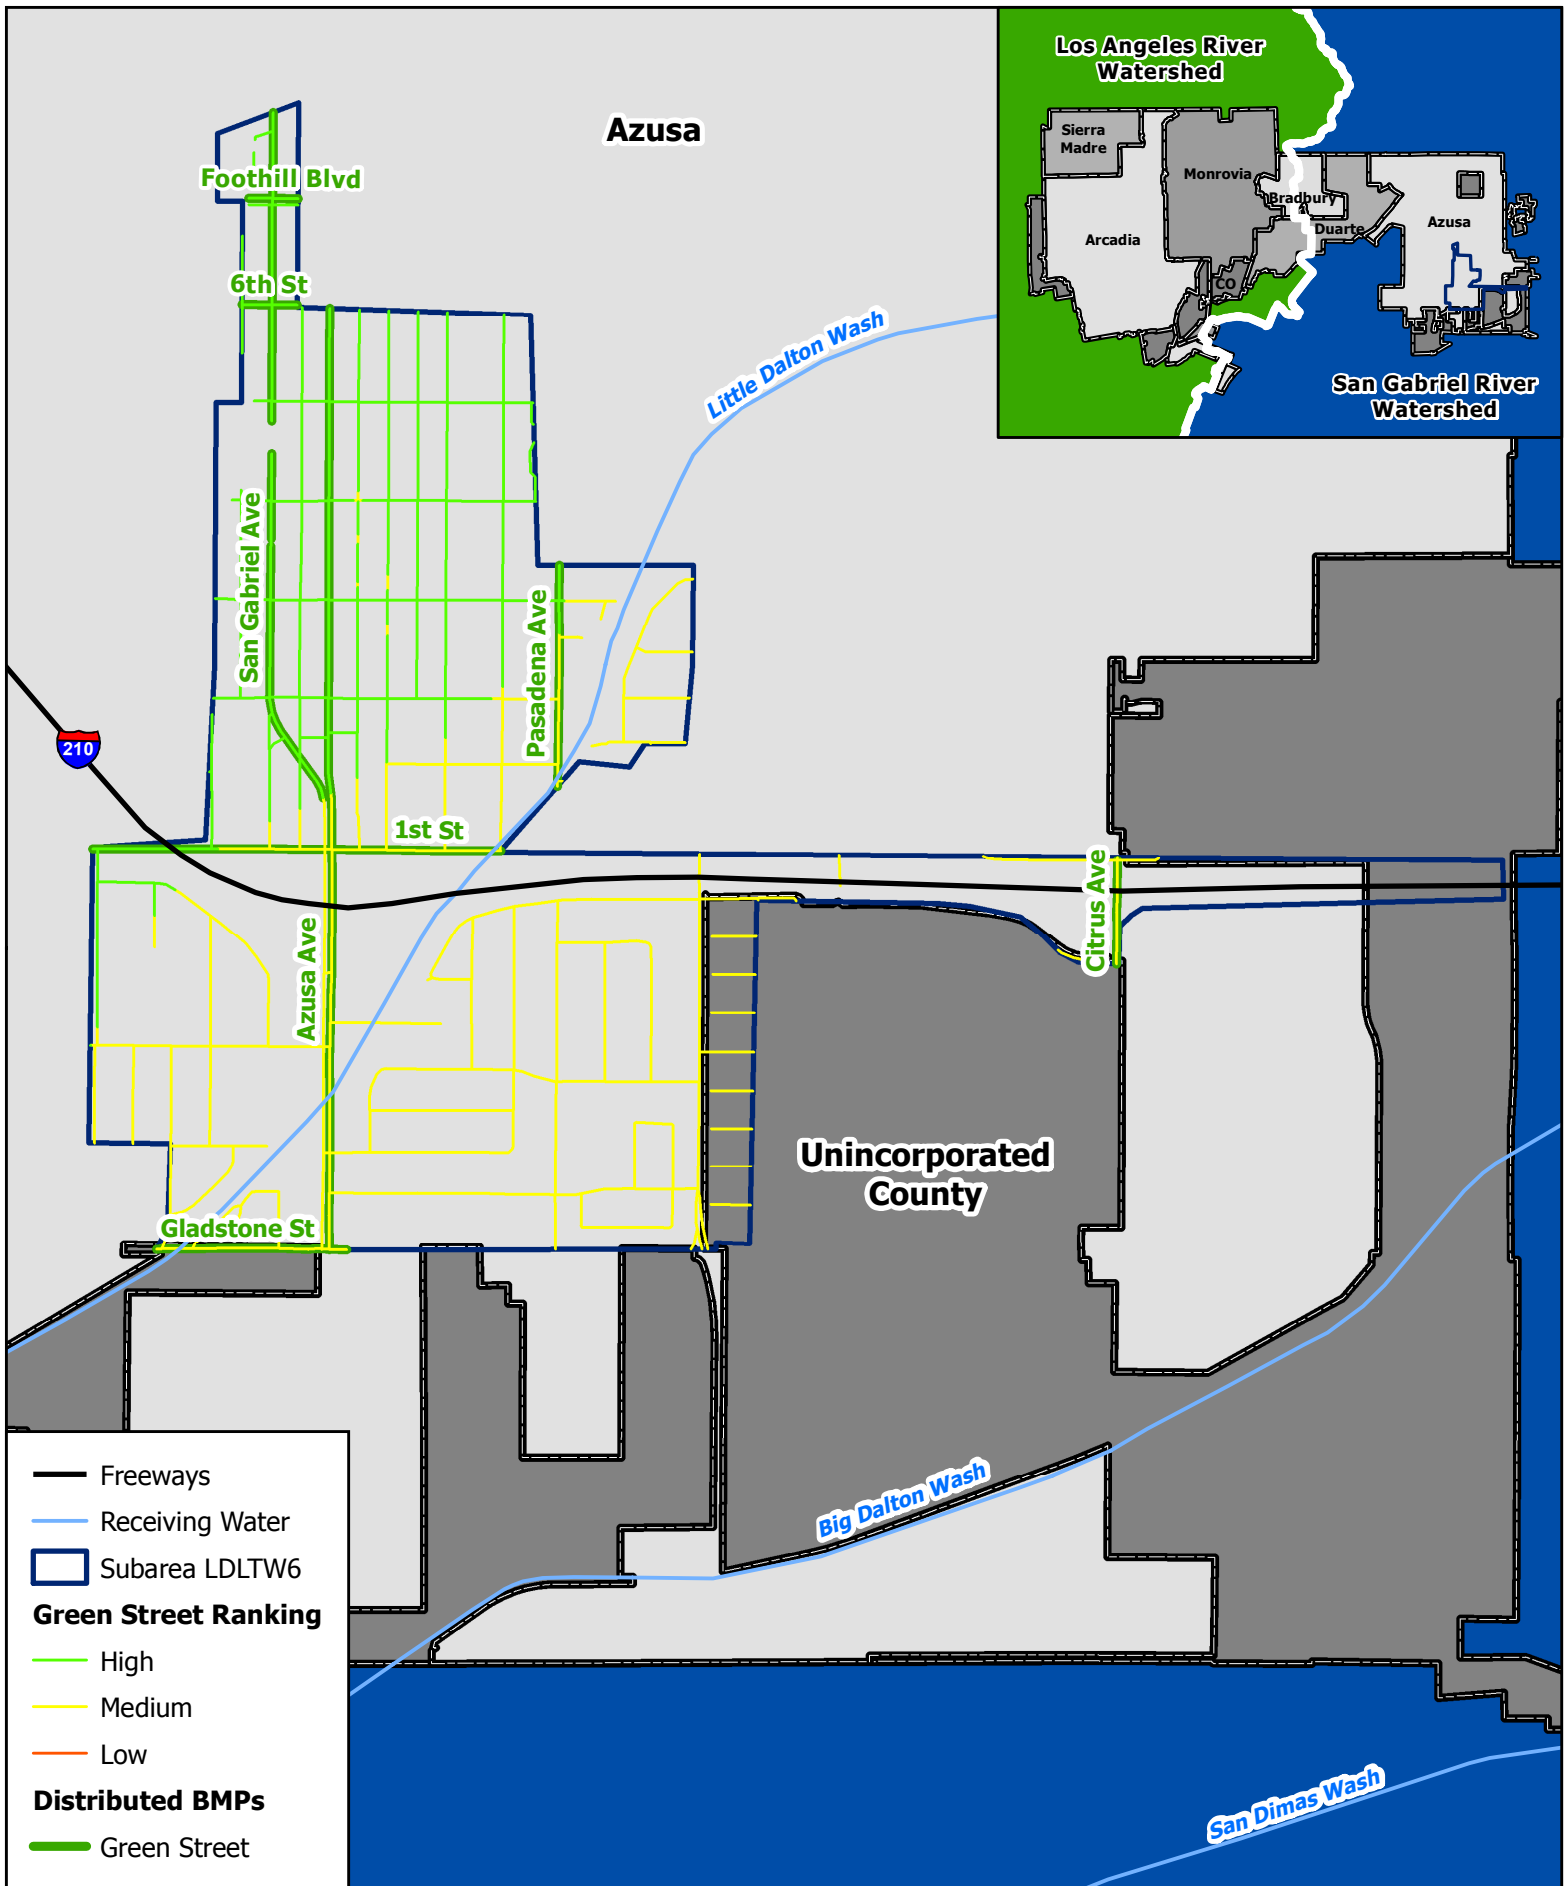 Azusa
Los Angeles River
Watershed
Sierra
Madre
Monrovia
Bradbury
Duarte
Azusa
Arcadia
CO
San Gabriel River
Watershed
Foothill Blvd
6th St
Little Dalton Wash
San Gabriel Ave
Pasadena Ave
210
1st St
Citrus Ave
Azusa Ave
Unincorporated
County
Gladstone St
Big Dalton Wash
San Dimas Wash
Freeways
Receiving Water
Subarea LDLTW6
Green Street Ranking
High
Medium
Low
Distributed BMPs
Green Street